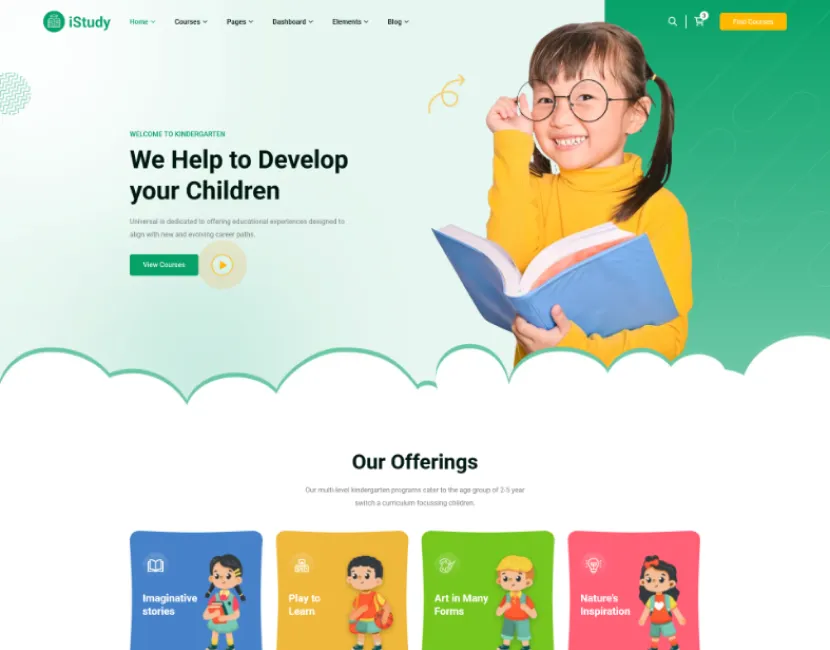 iStudy
Home Courses Pages Dashboard Elements Blog
3
Find Courses
WELCOME TO KINDERGARTEN
We Help to Develop
your Children
Universal is dedicated to offering educational experiences designed to
align with new and evolving career paths.
View Courses
Our Offerings
Our multi-level kindergarten programs cater to the age group of 2-5 year
switch a curriculum focussing children.
Imaginative
stories
Play to
Learn
Art in Many
Forms
Nature's
Inspiration